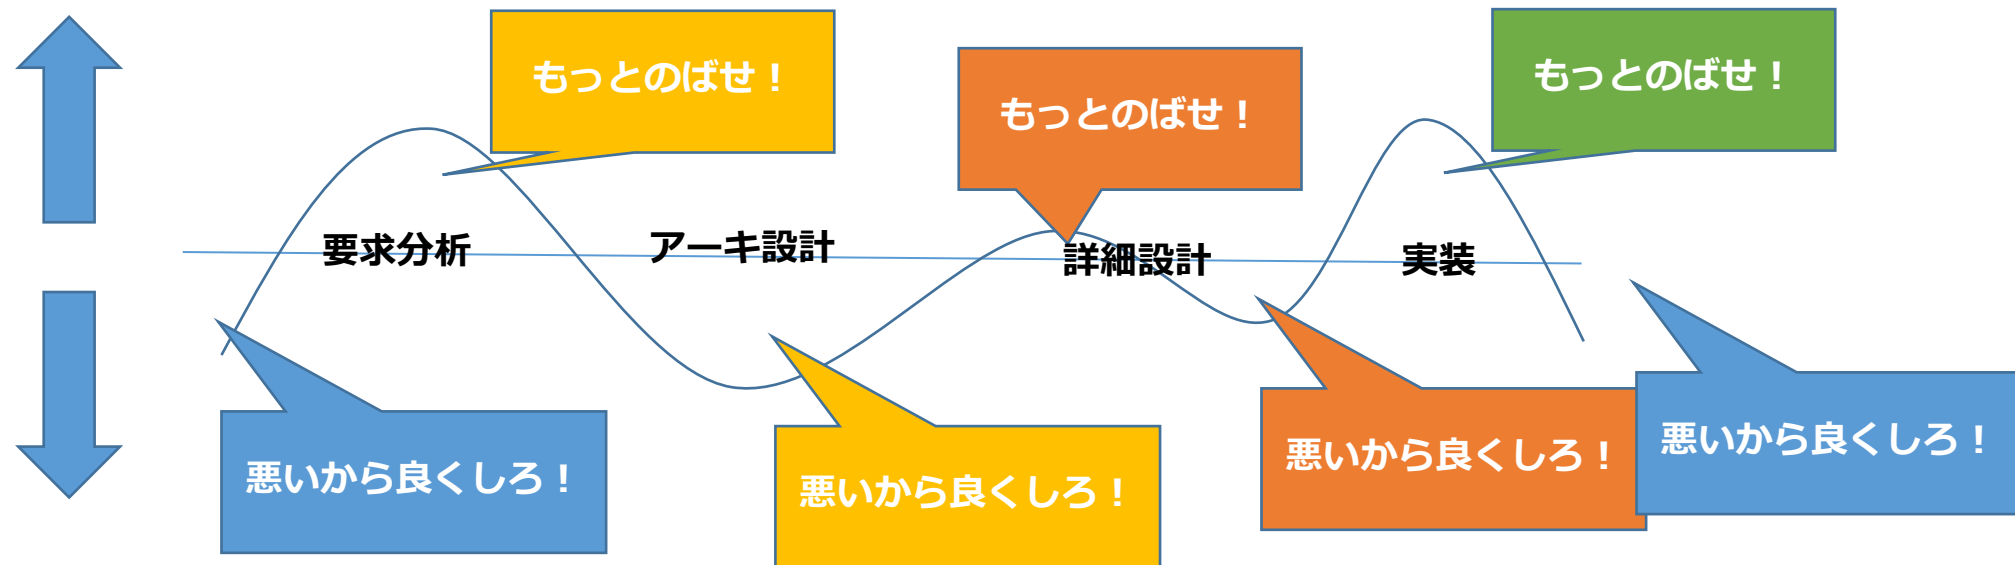 もっとのばせ！
もっとのばせ！
もっとのばせ！
要求分析
アーキ設計
詳細設計
実装
悪いから良くしろ！
悪いから良くしろ！
悪いから良くしろ！
悪いから良くしろ！